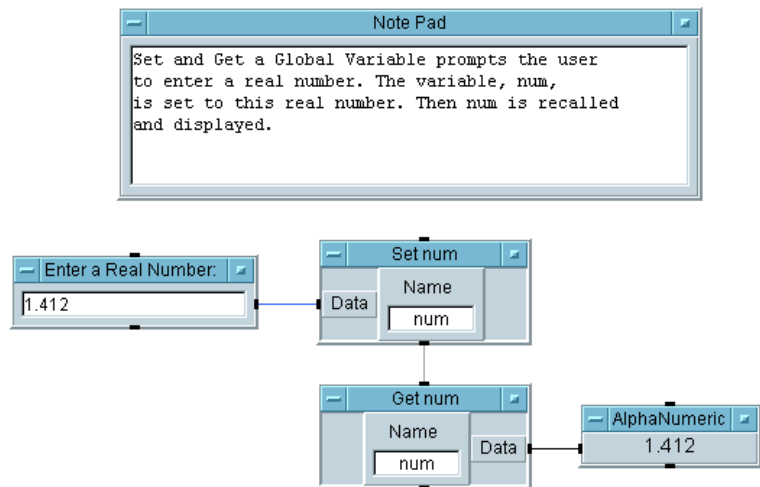 Note Pad
Set and Get a Global Variable prompts the user
to enter a real number. The variable, num,
is set to this real number. Then num is recalled
and displayed.
Enter a Real Number:
1.412
Set num
Data
Name
num
Get num
Name
num
Data
AlphaNumeric
1.412